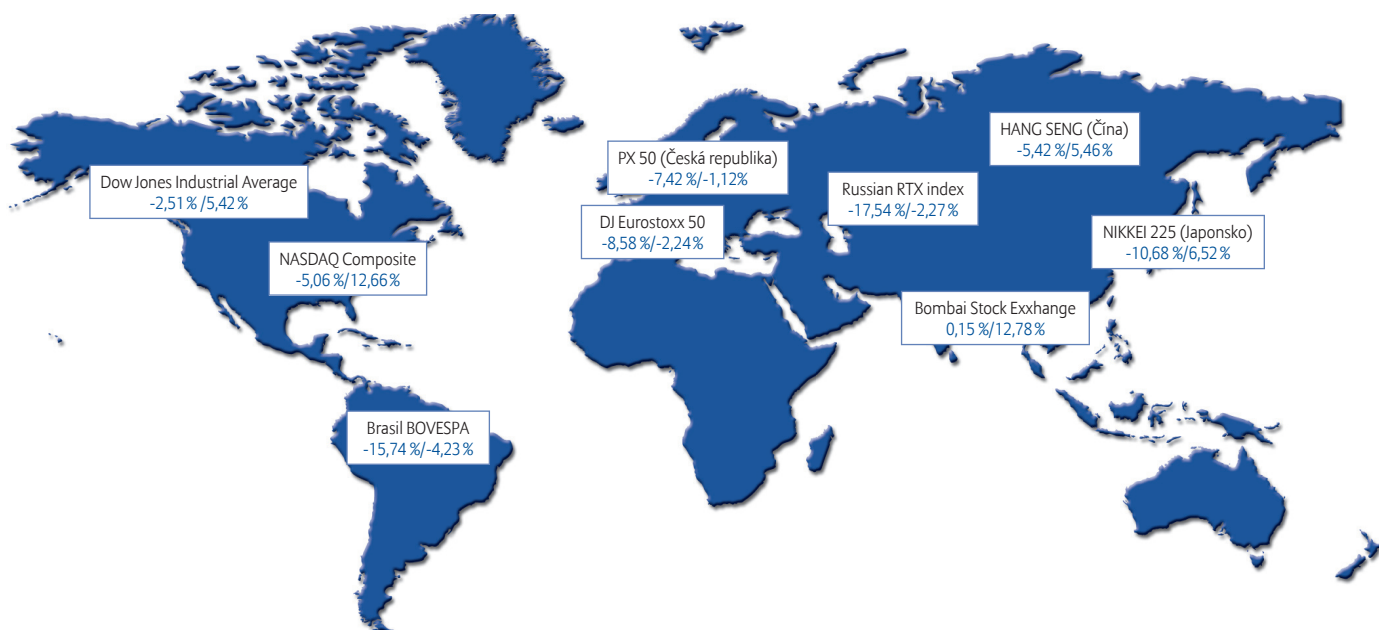 HANG SENG (Čína)
-5,42 %/5,46 %
PX 50 (Česká republika)
-7,42 %/-1,12 %
Dow Jones Industrial Average
-2,51 %/5,42 %
Russian RTX index
-17,54 %/-2,27 %
DJ Eurostoxx 50
-8,58 %/-2,24 %
NIKKEI 225 (Japonsko)
-10,68 %/6,52 %
NASDAQ Composite
-5,06 %/12,66 %
Bombai Stock Exxhange
0,15 %/12,78 %
Brasil BOVESPA
-15,74 %/-4,23 %